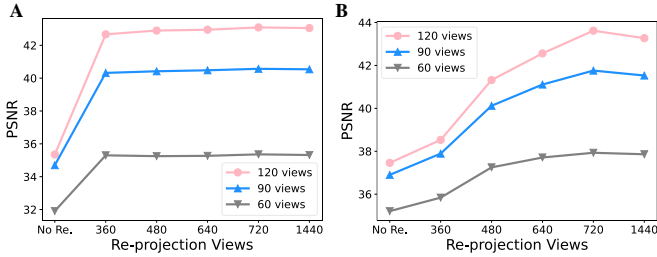 A
42
40
38
36
34
32
PSNR
120 views
90 views
60 views
No Re. 360 480 640 720 1440
Re-projection Views
B
44
42
40
38
36
PSNR
120 views
90 views
60 views
No Re. 360 480 640 720 1440
Re-projection Views